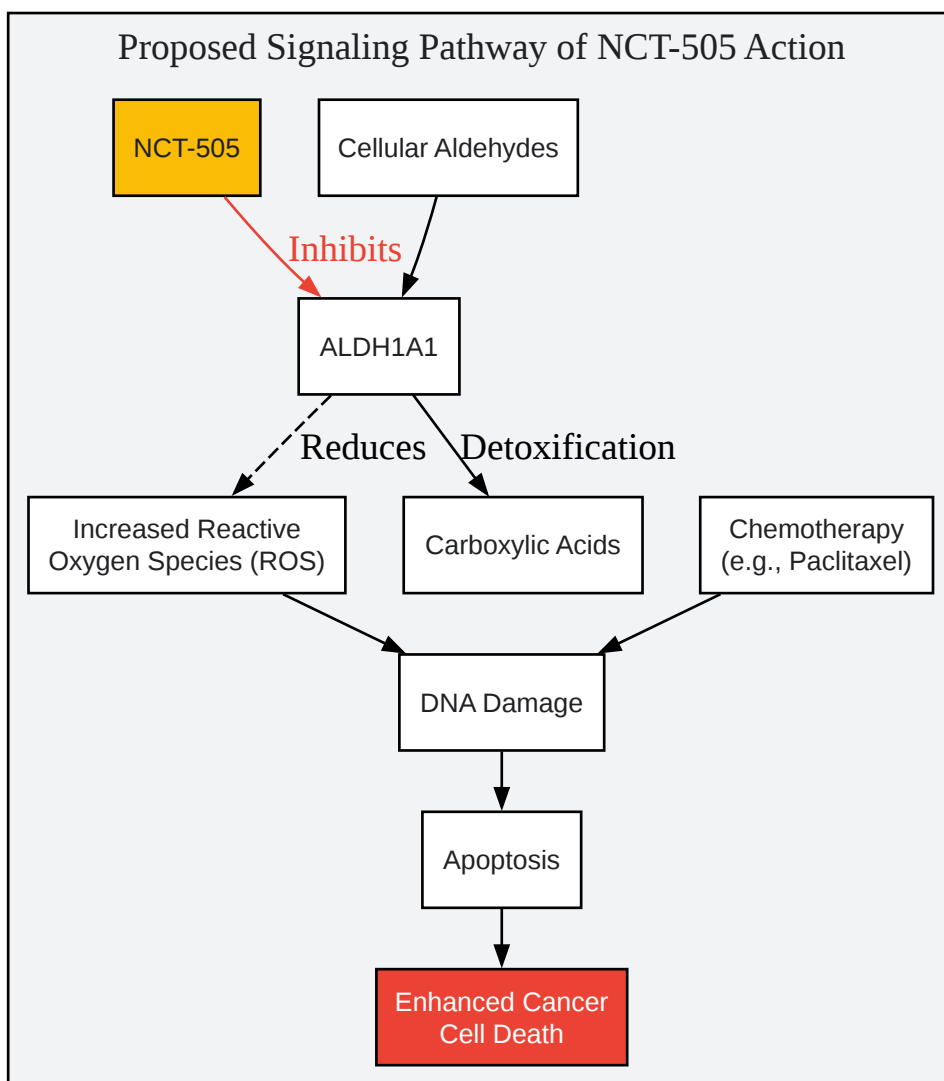 Proposed Signaling Pathway of NCT-505 Action
NCT-505
Cellular Aldehydes
Inhibits
ALDH1A1
Reduces
Detoxification
Increased Reactive
Oxygen Species (ROS)
Carboxylic Acids
Chemotherapy
(e.g., Paclitaxel)
DNA Damage
Apoptosis
Enhanced Cancer
Cell Death